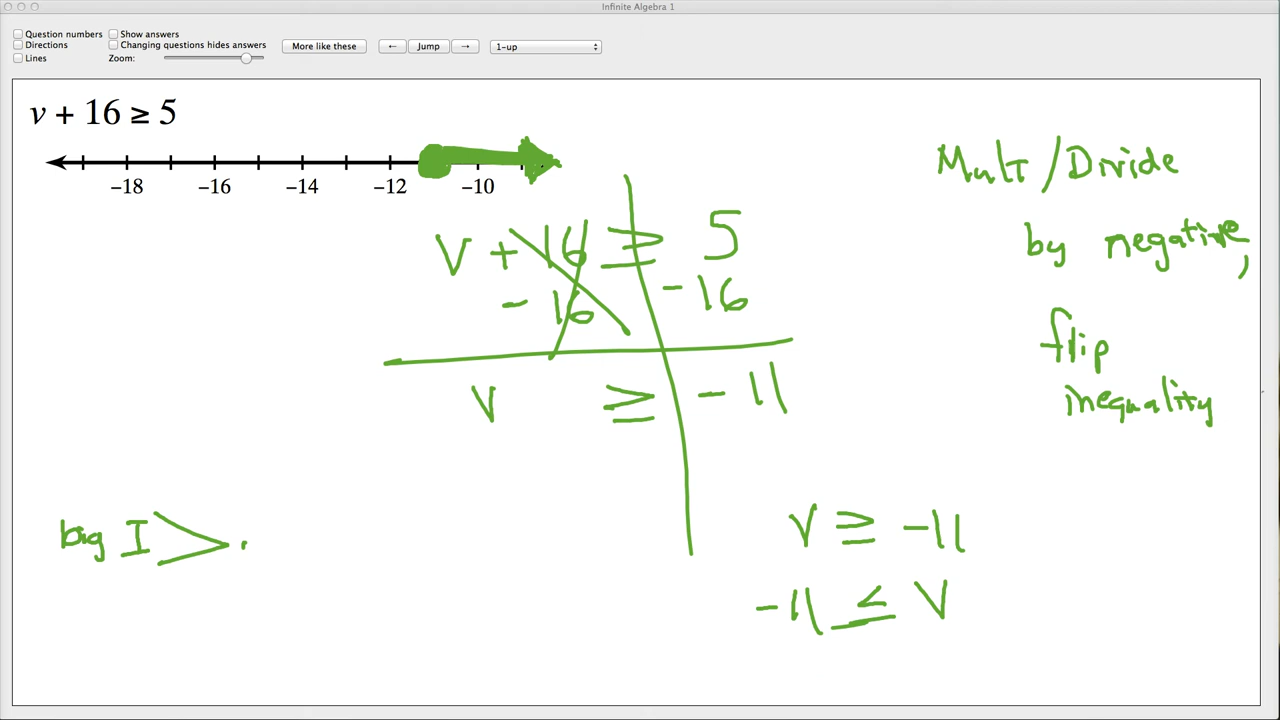 Infinite Algebra 1
Question numbers
Show answers
Directions
Changing questions hides answers
More like these
←
Jump
→
1-up
Lines
Zoom:
v + 16 ≥ 5
-18 -16 -14 -12 -10
v + 16 ≥ 5
- 16 - 16
v ≥ - 11
Mult / Divide
by negative,
flip
inequality
big I > .
v ≥ -11
-11 ≤ v